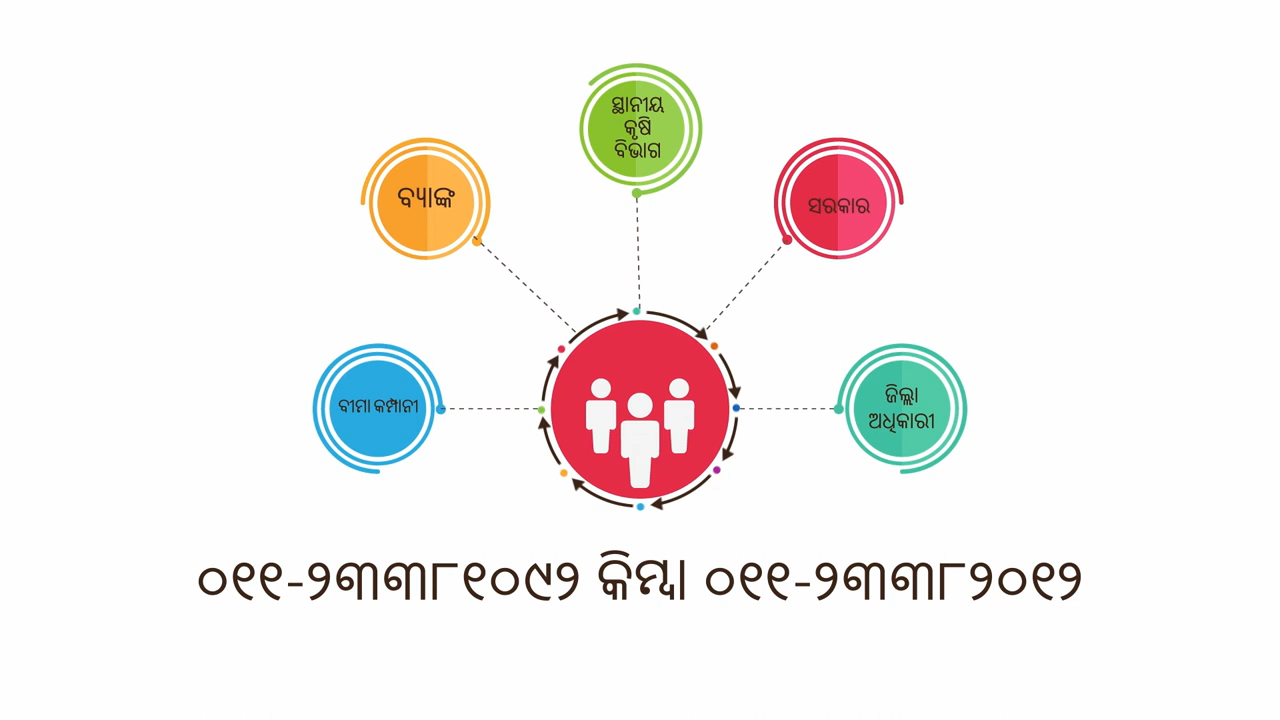 ସ୍ଥାନୀୟ
କୃଷି
ବିଭାଗ
ବ୍ୟାଙ୍କ
ସରକାର
ବୀମା କମ୍ପାନୀ
ଜିଲ୍ଲା
ଅଧିକାରୀ
୦୧୧-୨୩୩୮୧୦୯୨ କିମ୍ବା ୦୧୧-୨୩୩୮୨୦୧୨